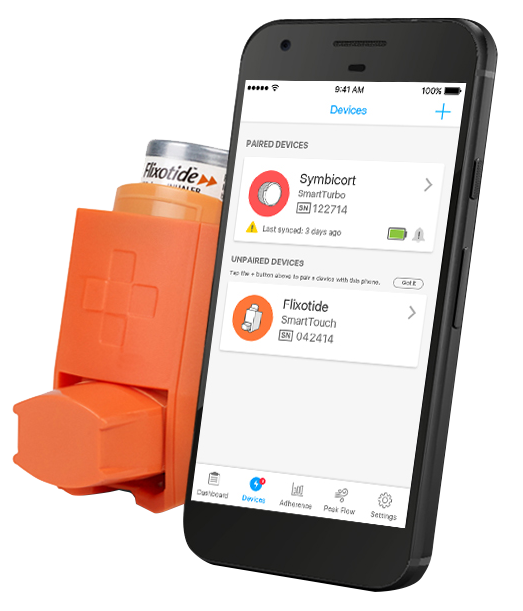 Flixotide
INHALER
9:41 AM
100%
Devices
PAIRED DEVICES
Symbicort
SmartTurbo
SN 122714
Last synced: 3 days ago
UNPAIRED DEVICES
Tap the + button above to pair a device with this phone.
Got it
Flixotide
SmartTouch
SN 042414
Dashboard
Devices
Adherence
Peak Flow
Settings